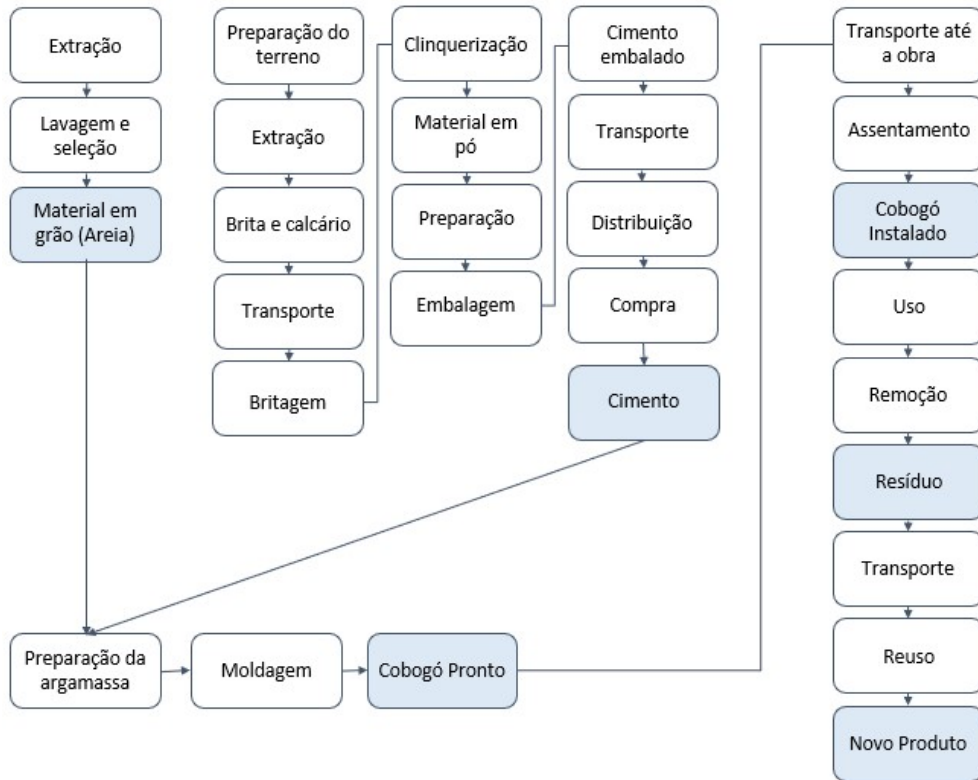 Extração
Lavagem e
seleção
Material em
grão (Areia)
Preparação do
terreno
Extração
Brita e calcário
Transporte
Britagem
Clinquerização
Material em
pó
Preparação
Embalagem
Cimento
embalado
Transporte
Distribuição
Compra
Cimento
Preparação da
argamassa
Moldagem
Cobogó Pronto
Transporte até
a obra
Assentamento
Cobogó
Instalado
Uso
Remoção
Resíduo
Transporte
Reuso
Novo Produto